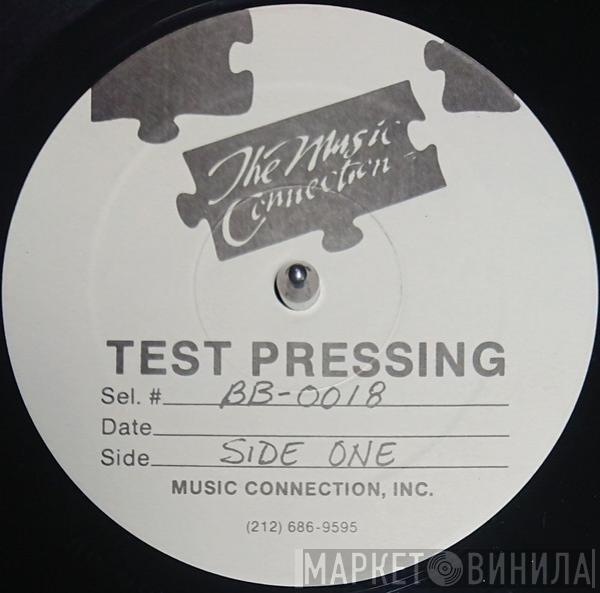 The Music
Connection
TEST PRESSING
Sel. # BB-0018
Date
Side SIDE ONE
MUSIC CONNECTION, INC.
(212) 686-9595
МАРКЕТ ВИНИЛА